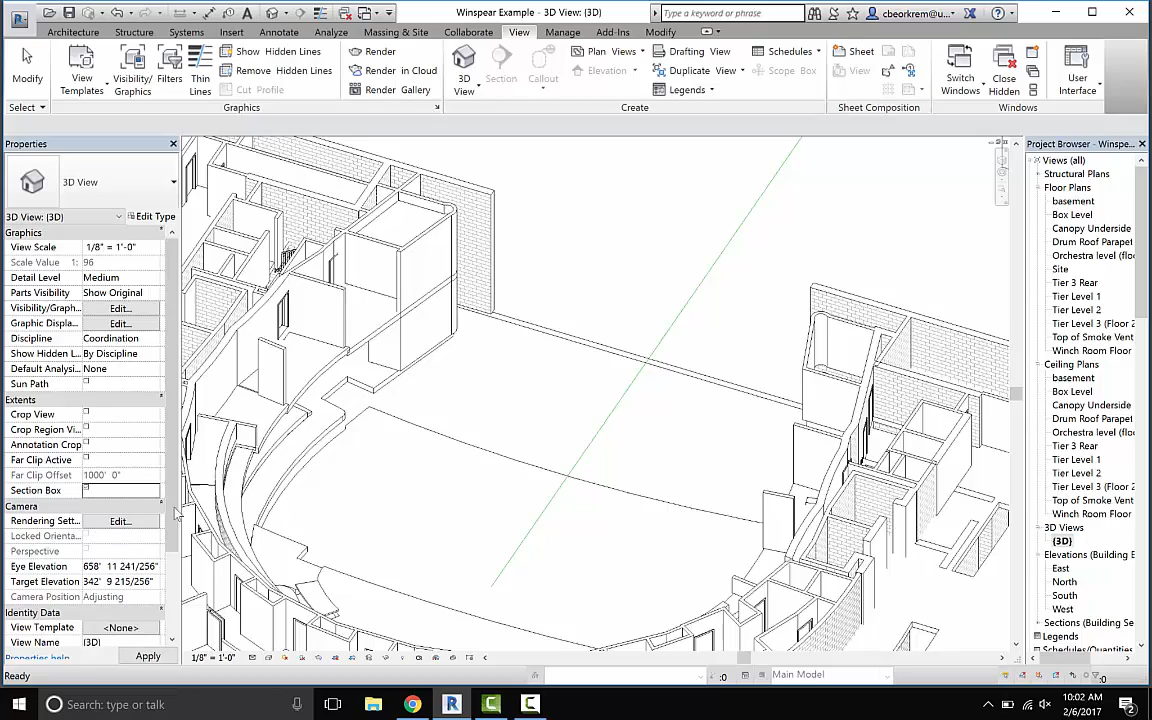 Winspear Example - 3D View: {3D}
Type a keyword or phrase
cbeorkrem@u...
Architecture Structure Systems Insert Annotate Analyze Massing & Site Collaborate View Manage Add-Ins Modify
Modify
Select
View Templates
Visibility/ Graphics
Filters
Thin Lines
Show Hidden Lines
Remove Hidden Lines
Cut Profile
Graphics
Render
Render in Cloud
Render Gallery
3D View
Section
Callout
Plan Views
Elevation
Drafting View
Duplicate View
Legends
Schedules
Scope Box
Create
Sheet
View
Sheet Composition
Switch Windows
Close Hidden
Windows
User Interface
Properties
3D View
3D View: {3D} Edit Type
Graphics
View Scale 1/8" = 1'-0"
Scale Value 1: 96
Detail Level Medium
Parts Visibility Show Original
Visibility/Graph... Edit...
Graphic Displa... Edit...
Discipline Coordination
Show Hidden L... By Discipline
Default Analysi... None
Sun Path
Extents
Crop View
Crop Region Vi...
Annotation Crop
Far Clip Active
Far Clip Offset 1000' 0"
Section Box
Camera
Rendering Sett... Edit...
Locked Orienta...
Perspective
Eye Elevation 658' 11 241/256"
Target Elevation 342' 9 215/256"
Camera Position Adjusting
Identity Data
View Template <None>
View Name {3D}
Properties help Apply
1/8" = 1'-0"
Project Browser - Winspe...
Views (all)
Structural Plans
Floor Plans
basement
Box Level
Canopy Underside
Drum Roof Parapet
Orchestra level (floo
Site
Tier 3 Rear
Tier Level 1
Tier Level 2
Tier Level 3 (Floor 2
Top of Smoke Vent
Winch Room Floor
Ceiling Plans
basement
Box Level
Canopy Underside
Drum Roof Parapet
Orchestra level (floo
Tier 3 Rear
Tier Level 1
Tier Level 2
Tier Level 3 (Floor 2
Top of Smoke Vent
Winch Room Floor
3D Views
{3D}
Elevations (Building E
East
North
South
West
Sections (Building Se
Legends
Schedules/Quantities
Ready
:0 Main Model :0
Search: type or task
10:02 AM
2/6/2017